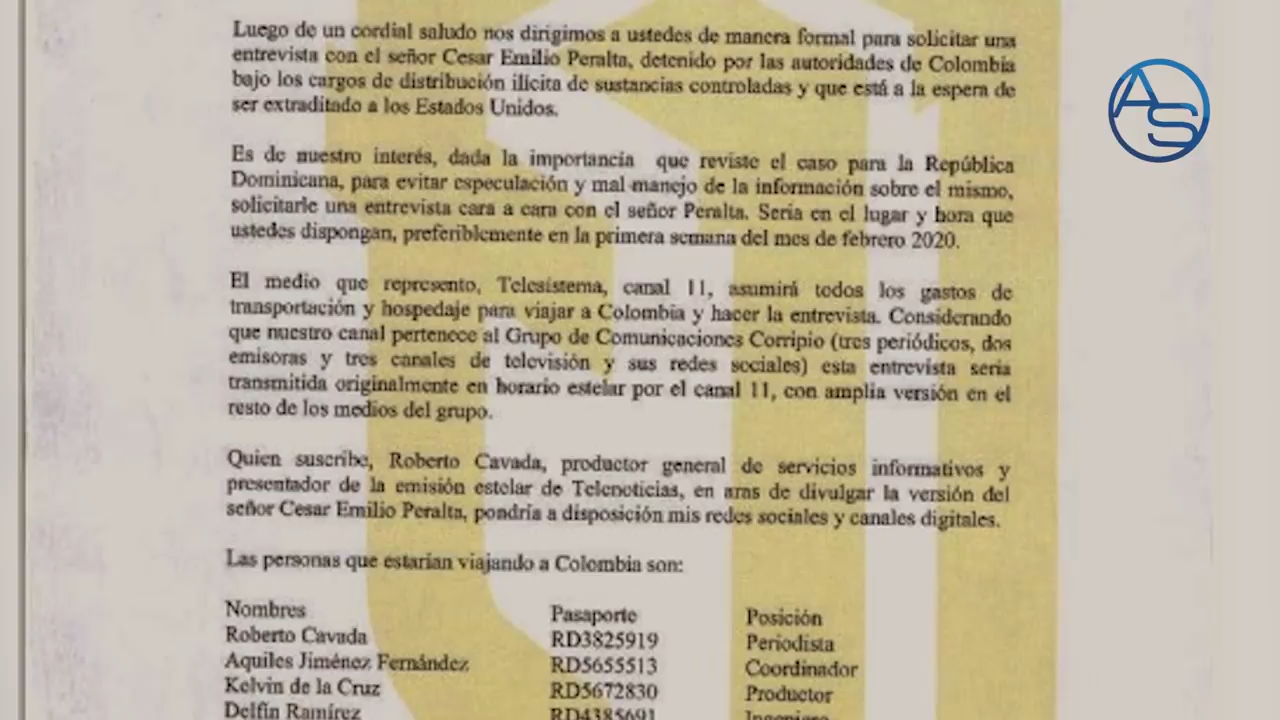 Luego de un cordial saludo nos dirigimos a ustedes de manera formal para solicitar una
entrevista con el señor Cesar Emilio Peralta, detenido por las autoridades de Colombia
bajo los cargos de distribución ilícita de sustancias controladas y que está a la espera de
ser extraditado a los Estados Unidos.
Es de nuestro interés, dada la importancia que reviste el caso para la República
Dominicana, para evitar especulación y mal manejo de la información sobre el mismo,
solicitarle una entrevista cara a cara con el señor Peralta. Seria en el lugar y hora que
ustedes dispongan, preferiblemente en la primera semana del mes de febrero 2020.
El medio que represento, Telesistema, canal 11, asumirá todos los gastos de
transportación y hospedaje para viajar a Colombia y hacer la entrevista. Considerando
que nuestro canal pertenece al Grupo de Comunicaciones Corripio (tres periódicos, dos
emisoras y tres canales de televisión y sus redes sociales) esta entrevista seria
transmitida originalmente en horario estelar por el canal 11, con amplia versión en el
resto de los medios del grupo.
Quien suscribe, Roberto Cavada, productor general de servicios informativos y
presentador de la emisión estelar de Telenoticias, en aras de divulgar la versión del
señor Cesar Emilio Peralta, pondría a disposición mis redes sociales y canales digitales.
Las personas que estarían viajando a Colombia son:
Nombres Pasaporte Posición
Roberto Cavada RD3825919 Periodista
Aquiles Jiménez Fernández RD5655513 Coordinador
Kelvin de la Cruz RD5672830 Productor
Delfín Ramírez RD4385691 Ingeniero
AS